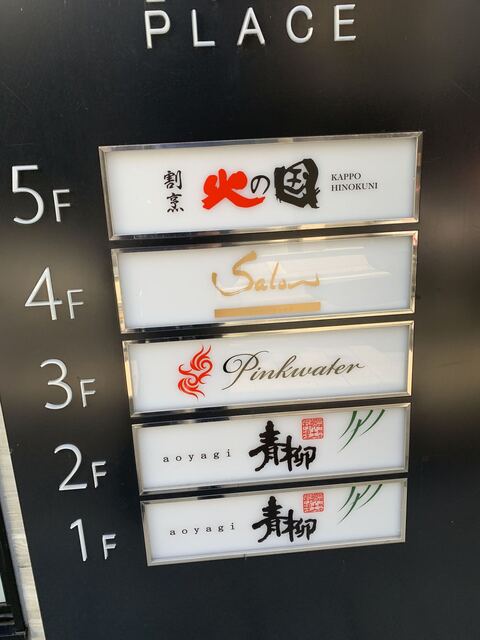 PLACE
5F
割烹 火の国 KAPPO HINOKUNI
4F
Salon
3F
Pinkwater
2F
aoyagi 青柳
1F
aoyagi 青柳